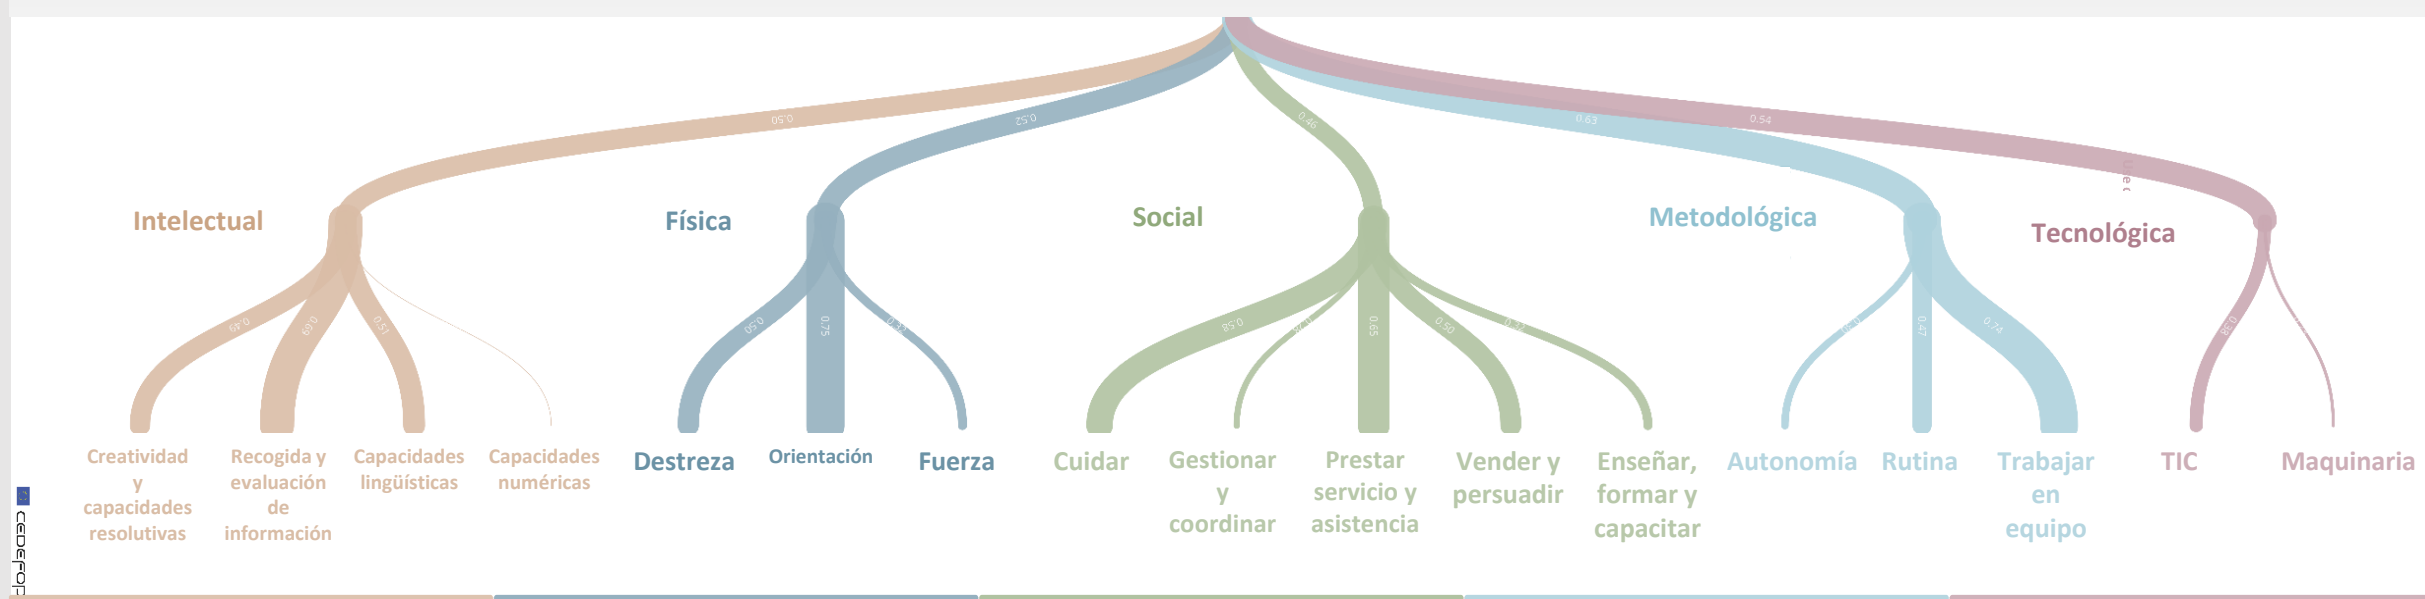 0.50
0.52
0.46
0.63
0.54
Intelectual
Física
Social
Metodológica
Tecnológica
0.49
0.69
0.51
0.50
0.75
0.58
0.65
0.50
0.47
0.74
0.38
Creatividad
y
capacidades
resolutivas
Recogida y
evaluación
de
información
Capacidades
lingüísticas
Capacidades
numéricas
Destreza
Orientación
Fuerza
Cuidar
Gestionar
y
coordinar
Prestar
servicio y
asistencia
Vender y
persuadir
Enseñar,
formar y
capacitar
Autonomía
Rutina
Trabajar
en
equipo
TIC
Maquinaria
CEDEFOP